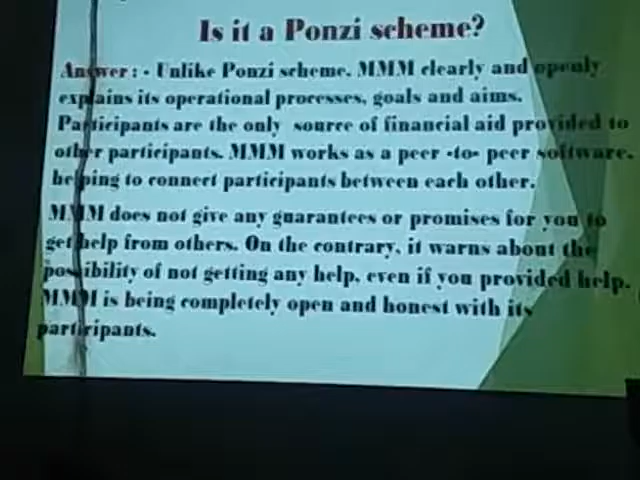 Is it a Ponzi scheme?
Answer : - Unlike Ponzi scheme. MMM clearly and openly
explains its operational processes, goals and aims.
Participants are the only source of financial aid provided to
other participants. MMM works as a peer -to- peer software.
helping to connect participants between each other.
MMM does not give any guarantees or promises for you to
get help from others. On the contrary, it warns about the
possibility of not getting any help, even if you provided help.
MMM is being completely open and honest with its
participants.